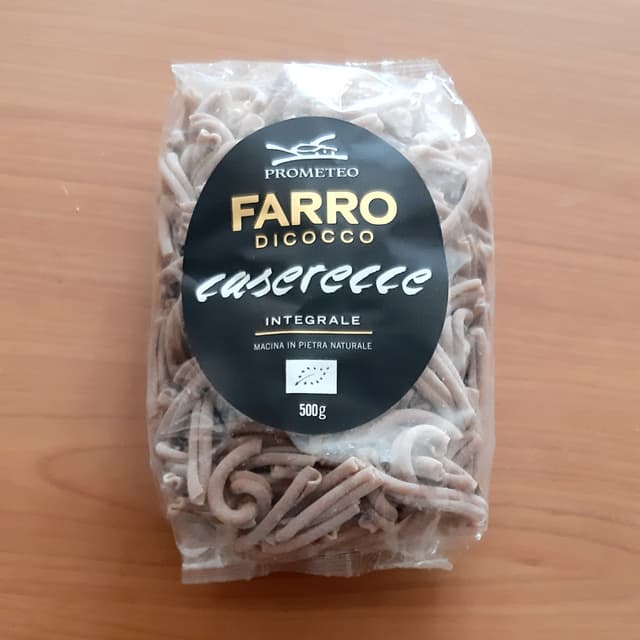 PROMETEO
FARRO
DICOCCO
caserecce
INTEGRALE
MACINA IN PIETRA NATURALE
500g